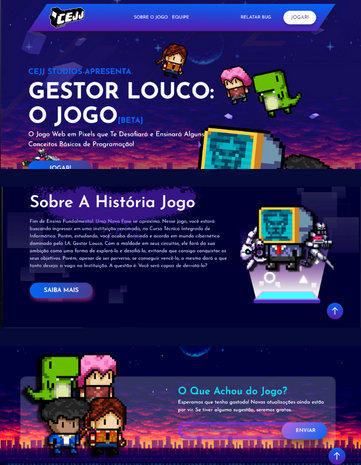 CEJJ
SOBRE O JOGO EQUIPE RELATAR BUG JOGAR!
CEJJ STUDIOS APRESENTA
GESTOR LOUCO:
O JOGO[BETA]
O Jogo Web em Pixels que Te Desafiará e Ensinará Alguns
Conceitos Básicos de Programação!
JOGAR!
Sobre A História Jogo
Fim de Ensino Fundamental! Uma Nova Fase se aproxima. Nesse jogo, você estará
buscando ingressar em uma instituição renomada, no Curso Técnico Integrado de
Informática. Porém, estudando, você acaba dormindo e acorda em mundo cibernético
dominado pela I.A. Gestor Louco. Com a maldade em seus circuitos, ele fará da sua
ambição como uma forma de explorá-lo e desafiá-lo, evitando que consiga conquistar os
seus objetivos. Porém, apesar de ser perverso, se conseguir vencê-lo, o mesmo dará o que
tanto deseja: a vaga na Instituição. A questão é: Você será capaz de derrotá-lo?
SAIBA MAIS
O Que Achou do Jogo?
Esperamos que tenha gostado! Novas atualizações ainda estão
por vir. Se tiver alguma sugestão, seremos gratos.
ENVIAR